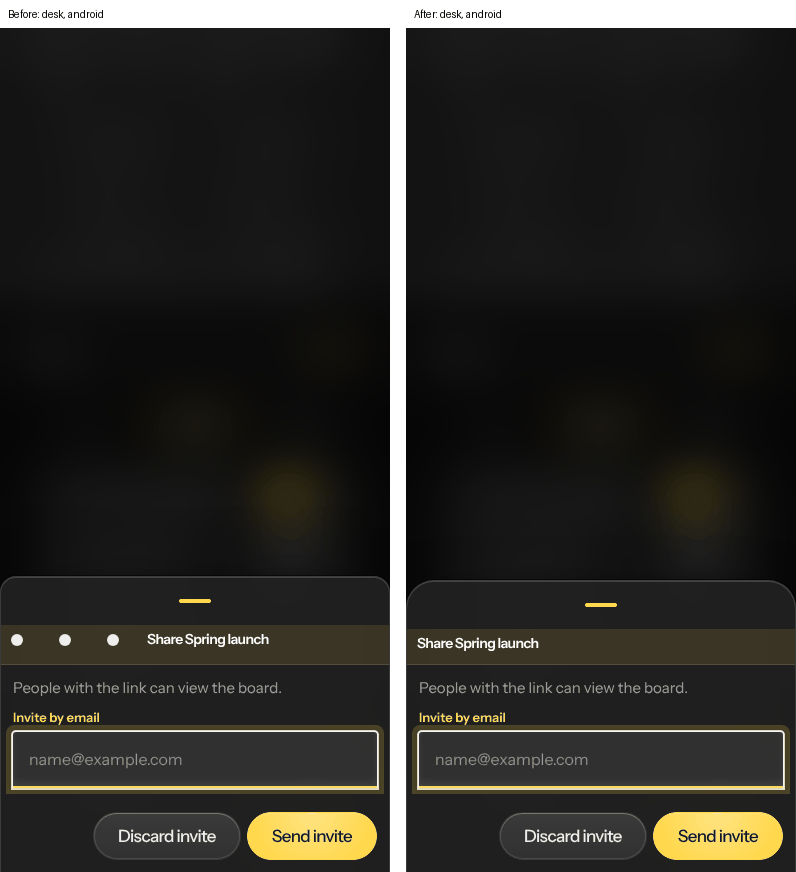 Before: desk, android
After: desk, android
Share Spring launch
People with the link can view the board.
Invite by email
name@example.com
Discard invite
Send invite
Share Spring launch
People with the link can view the board.
Invite by email
name@example.com
Discard invite
Send invite